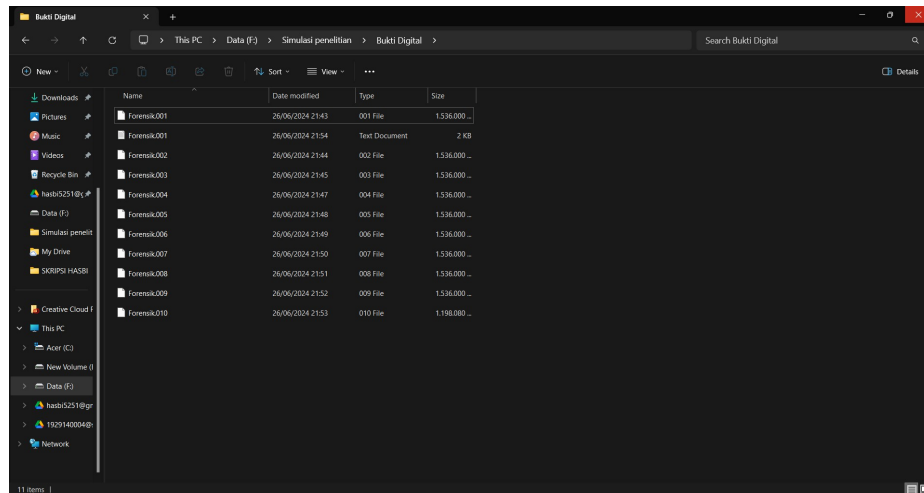 Bukti Digital
This PC > Data (F:) > Simulasi penelitian > Bukti Digital >
Search Bukti Digital
New
Sort
View
Details
Downloads
Pictures
Music
Videos
Recycle Bin
hasbi5251@g
Data (F:)
Simulasi penelit
My Drive
SKRIPSI HASBI
Creative Cloud F
This PC
Acer (C:)
New Volume (
Data (F:)
hasbi5251@gr
1929140004@
Network
Name Date modified Type Size
Forensik.001 26/06/2024 21:43 001 File 1.536.000 ...
Forensik.001 26/06/2024 21:54 Text Document 2 KB
Forensik.002 26/06/2024 21:44 002 File 1.536.000 ...
Forensik.003 26/06/2024 21:45 003 File 1.536.000 ...
Forensik.004 26/06/2024 21:47 004 File 1.536.000 ...
Forensik.005 26/06/2024 21:48 005 File 1.536.000 ...
Forensik.006 26/06/2024 21:49 006 File 1.536.000 ...
Forensik.007 26/06/2024 21:50 007 File 1.536.000 ...
Forensik.008 26/06/2024 21:51 008 File 1.536.000 ...
Forensik.009 26/06/2024 21:52 009 File 1.536.000 ...
Forensik.010 26/06/2024 21:53 010 File 1.198.080 ...
11 items